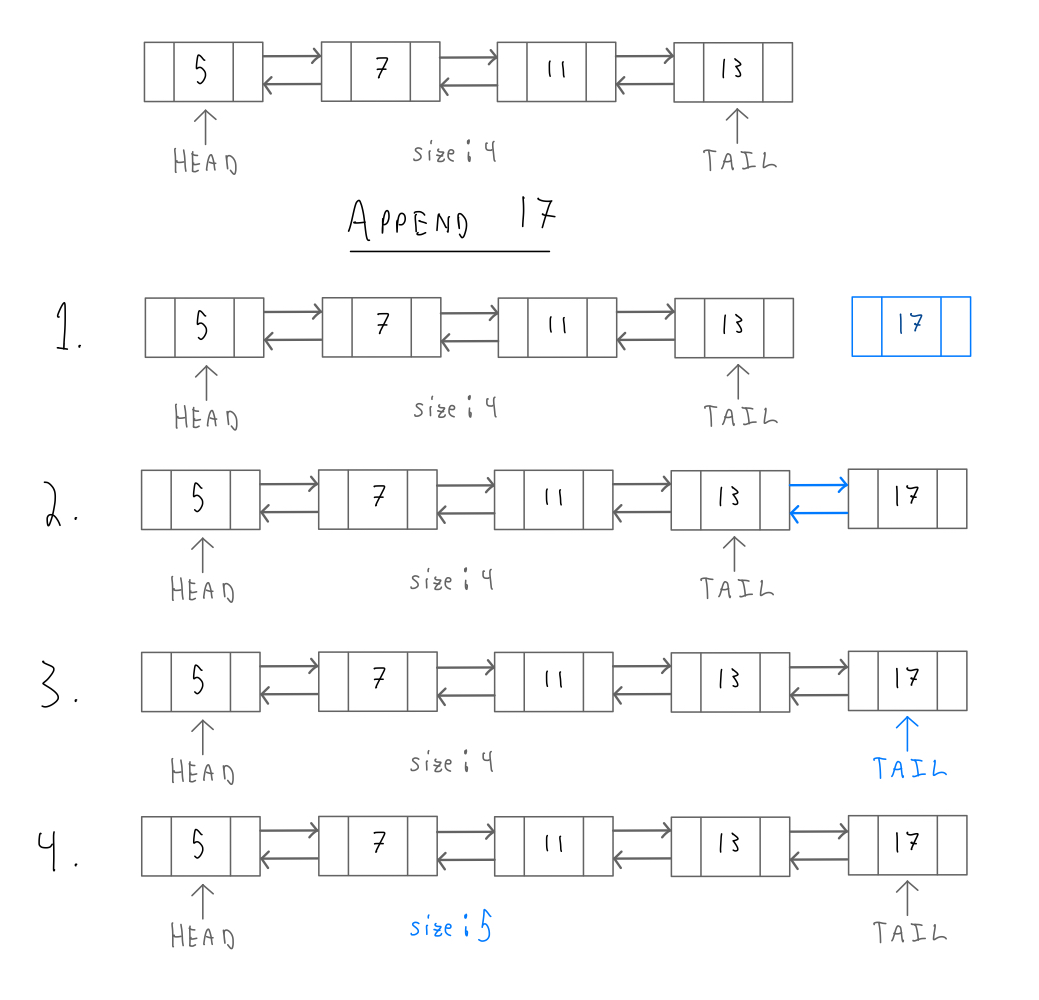 5 7 11 13
HEAD size: 4 TAIL
APPEND 17
1. 5 7 11 13 17
HEAD size: 4 TAIL
2. 5 7 11 13 17
HEAD size: 4 TAIL
3. 5 7 11 13 17
HEAD size: 4 TAIL
4. 5 7 11 13 17
HEAD size: 5 TAIL